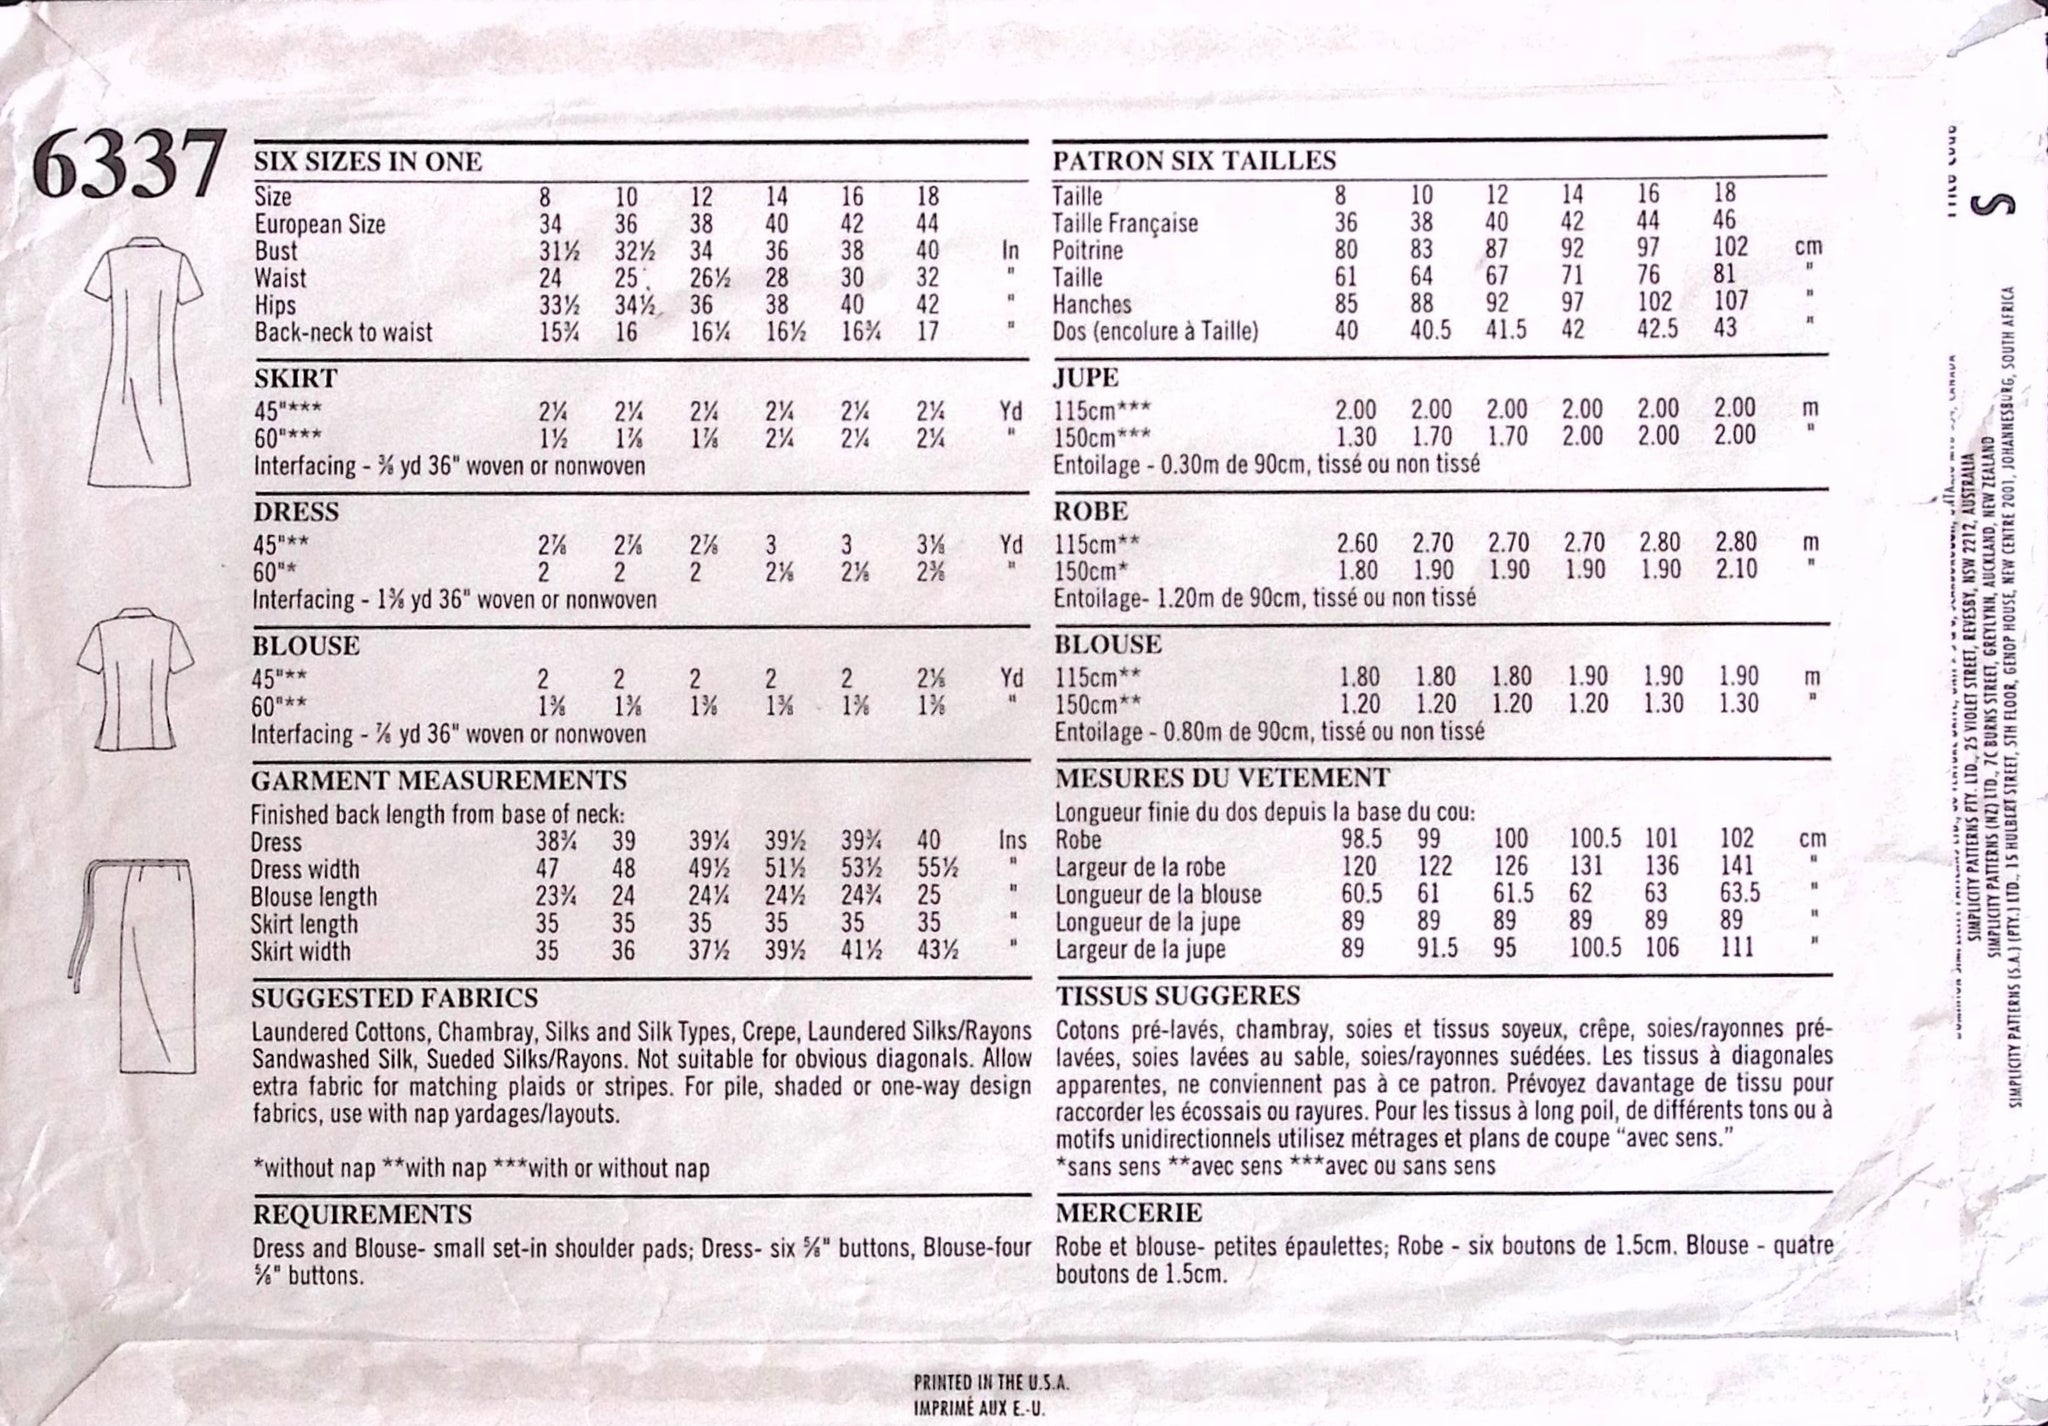 6337
SIX SIZES IN ONE
Size 8 10 12 14 16 18
European Size 34 36 38 40 42 44
Bust 31½ 32½ 34 36 38 40 In
Waist 24 25 26½ 28 30 32 "
Hips 33½ 34½ 36 38 40 42 "
Back-neck to waist 15¾ 16 16¼ 16½ 16¾ 17 "
SKIRT
45"*** 2¼ 2¼ 2¼ 2¼ 2¼ 2¼ Yd
60"*** 1½ 1⅞ 1⅞ 2¼ 2¼ 2¼ "
Interfacing - ⅜ yd 36" woven or nonwoven
DRESS
45"** 2⅞ 2⅞ 2⅞ 3 3 3⅛ Yd
60"* 2 2 2 2⅛ 2⅛ 2⅜ "
Interfacing - 1⅜ yd 36" woven or nonwoven
BLOUSE
45"** 2 2 2 2 2 2⅛ Yd
60"** 1⅜ 1⅜ 1⅜ 1⅜ 1⅜ 1⅜ "
Interfacing - ⅞ yd 36" woven or nonwoven
GARMENT MEASUREMENTS
Finished back length from base of neck:
Dress 38¾ 39 39¼ 39½ 39¾ 40 Ins
Dress width 47 48 49½ 51½ 53½ 55½ "
Blouse length 23¾ 24 24¼ 24½ 24¾ 25 "
Skirt length 35 35 35 35 35 35 "
Skirt width 35 36 37½ 39½ 41½ 43½ "
SUGGESTED FABRICS
Laundered Cottons, Chambray, Silks and Silk Types, Crepe, Laundered Silks/Rayons
Sandwashed Silk, Sueded Silks/Rayons. Not suitable for obvious diagonals. Allow
extra fabric for matching plaids or stripes. For pile, shaded or one-way design
fabrics, use with nap yardages/layouts.
*without nap **with nap ***with or without nap
REQUIREMENTS
Dress and Blouse- small set-in shoulder pads; Dress- six ⅝" buttons, Blouse-four
⅝" buttons.
PATRON SIX TAILLES
Taille 8 10 12 14 16 18
Taille Française 36 38 40 42 44 46
Poitrine 80 83 87 92 97 102 cm
Taille 61 64 67 71 76 81 "
Hanches 85 88 92 97 102 107 "
Dos (encolure à Taille) 40 40.5 41.5 42 42.5 43 "
JUPE
115cm*** 2.00 2.00 2.00 2.00 2.00 2.00 m
150cm*** 1.30 1.70 1.70 2.00 2.00 2.00 "
Entoilage - 0.30m de 90cm, tissé ou non tissé
ROBE
115cm** 2.60 2.70 2.70 2.70 2.80 2.80 m
150cm* 1.80 1.90 1.90 1.90 1.90 2.10 "
Entoilage- 1.20m de 90cm, tissé ou non tissé
BLOUSE
115cm** 1.80 1.80 1.80 1.90 1.90 1.90 m
150cm** 1.20 1.20 1.20 1.20 1.30 1.30 "
Entoilage - 0.80m de 90cm, tissé ou non tissé
MESURES DU VETEMENT
Longueur finie du dos depuis la base du cou:
Robe 98.5 99 100 100.5 101 102 cm
Largeur de la robe 120 122 126 131 136 141 "
Longueur de la blouse 60.5 61 61.5 62 63 63.5 "
Longueur de la jupe 89 89 89 89 89 89 "
Largeur de la jupe 89 91.5 95 100.5 106 111 "
TISSUS SUGGERES
Cotons pré-lavés, chambray, soies et tissus soyeux, crêpe, soies/rayonnes pré-
lavées, soies lavées au sable, soies/rayonnes suédées. Les tissus à diagonales
apparentes, ne conviennent pas à ce patron. Prévoyez davantage de tissu pour
raccorder les écossais ou rayures. Pour les tissus à long poil, de différents tons ou à
motifs unidirectionnels utilisez métrages et plans de coupe “avec sens.”
*sans sens **avec sens ***avec ou sans sens
MERCERIE
Robe et blouse- petites épaulettes; Robe - six boutons de 1.5cm. Blouse - quatre
boutons de 1.5cm.
S
SIMPLICITY PATTERNS PTY. LTD., 25 VIOLET STREET, REVESBY, NSW 2212, AUSTRALIA
SIMPLICITY PATTERNS (NZ) LTD., 7C BURNS STREET, GREYLYNN, AUCKLAND, NEW ZEALAND
SIMPLICITY PATTERNS (S.A.) (PTY.) LTD., 15 HULBERT STREET, 5TH FLOOR, GENOP HOUSE, NEW CENTRE 2001, JOHANNESBURG, SOUTH AFRICA
PRINTED IN THE U.S.A.
IMPRIMÉ AUX E.-U.